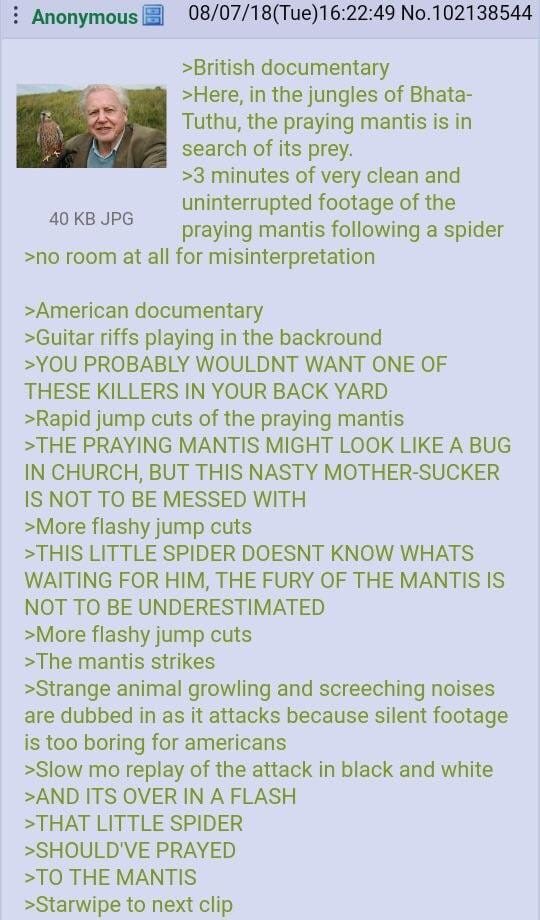 Anonymous 08/07/18(Tue)16:22:49 No.102138544
>British documentary
>Here, in the jungles of Bhata-
Tuthu, the praying mantis is in
search of its prey.
>3 minutes of very clean and
uninterrupted footage of the
praying mantis following a spider
40 KB JPG
>no room at all for misinterpretation
>American documentary
>Guitar riffs playing in the backround
>YOU PROBABLY WOULDNT WANT ONE OF
THESE KILLERS IN YOUR BACK YARD
>Rapid jump cuts of the praying mantis
>THE PRAYING MANTIS MIGHT LOOK LIKE A BUG
IN CHURCH, BUT THIS NASTY MOTHER-SUCKER
IS NOT TO BE MESSED WITH
>More flashy jump cuts
>THIS LITTLE SPIDER DOESNT KNOW WHATS
WAITING FOR HIM, THE FURY OF THE MANTIS IS
NOT TO BE UNDERESTIMATED
>More flashy jump cuts
>The mantis strikes
>Strange animal growling and screeching noises
are dubbed in as it attacks because silent footage
is too boring for americans
>Slow mo replay of the attack in black and white
>AND ITS OVER IN A FLASH
>THAT LITTLE SPIDER
>SHOULD'VE PRAYED
>TO THE MANTIS
>Starwipe to next clip